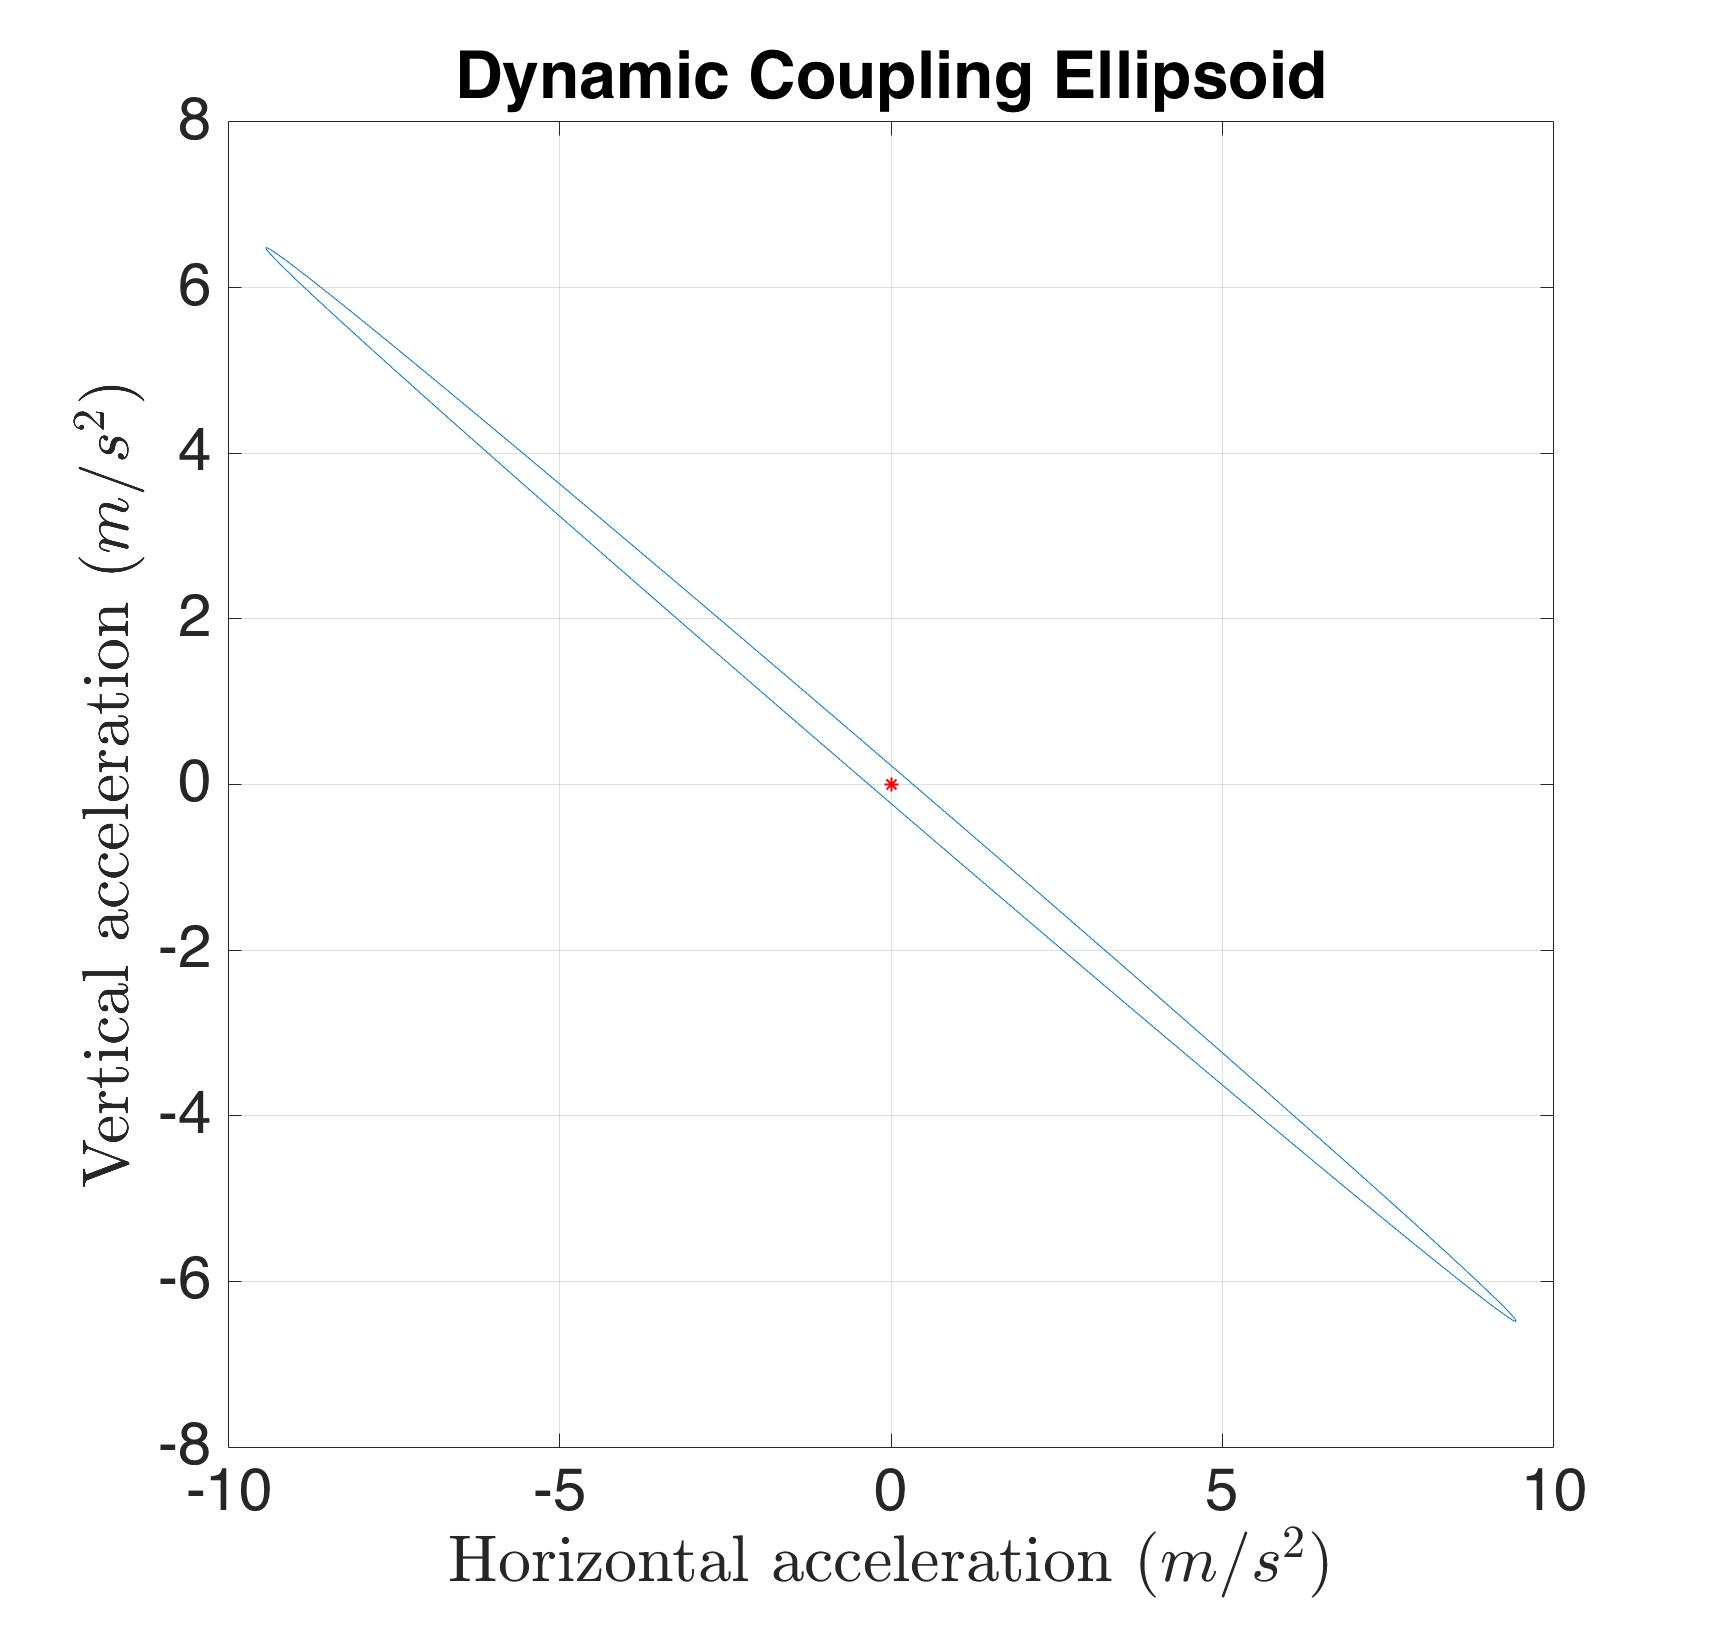 Dynamic Coupling Ellipsoid
8
6
4
2
0
-2
-4
-6
-8
Vertical acceleration (m/s²)
-10 -5 0 5 10
Horizontal acceleration (m/s²)